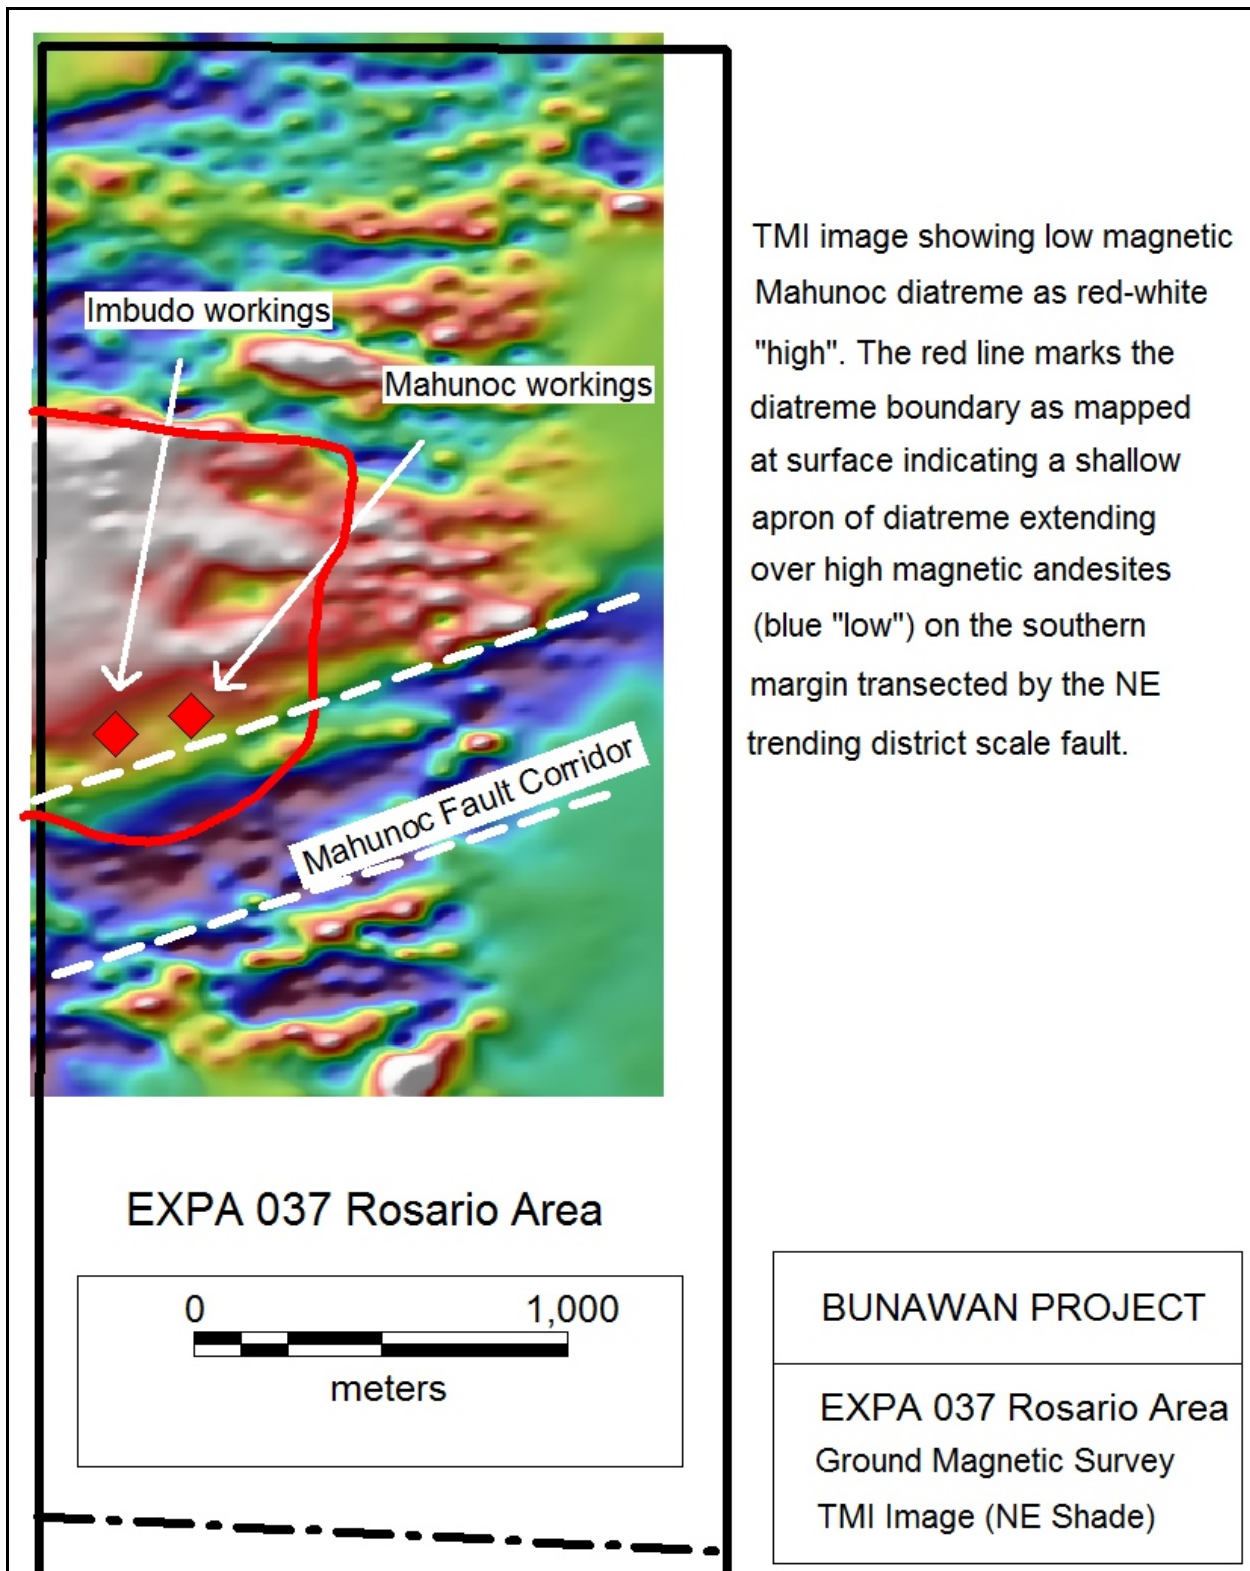 Imbudo workings
Mahunoc workings
Mahunoc Fault Corridor
TMI image showing low magnetic
Mahunoc diatreme as red-white
"high". The red line marks the
diatreme boundary as mapped
at surface indicating a shallow
apron of diatreme extending
over high magnetic andesites
(blue "low") on the southern
margin transected by the NE
trending district scale fault.
EXPA 037 Rosario Area
0 1,000
meters
BUNAWAN PROJECT
EXPA 037 Rosario Area
Ground Magnetic Survey
TMI Image (NE Shade)